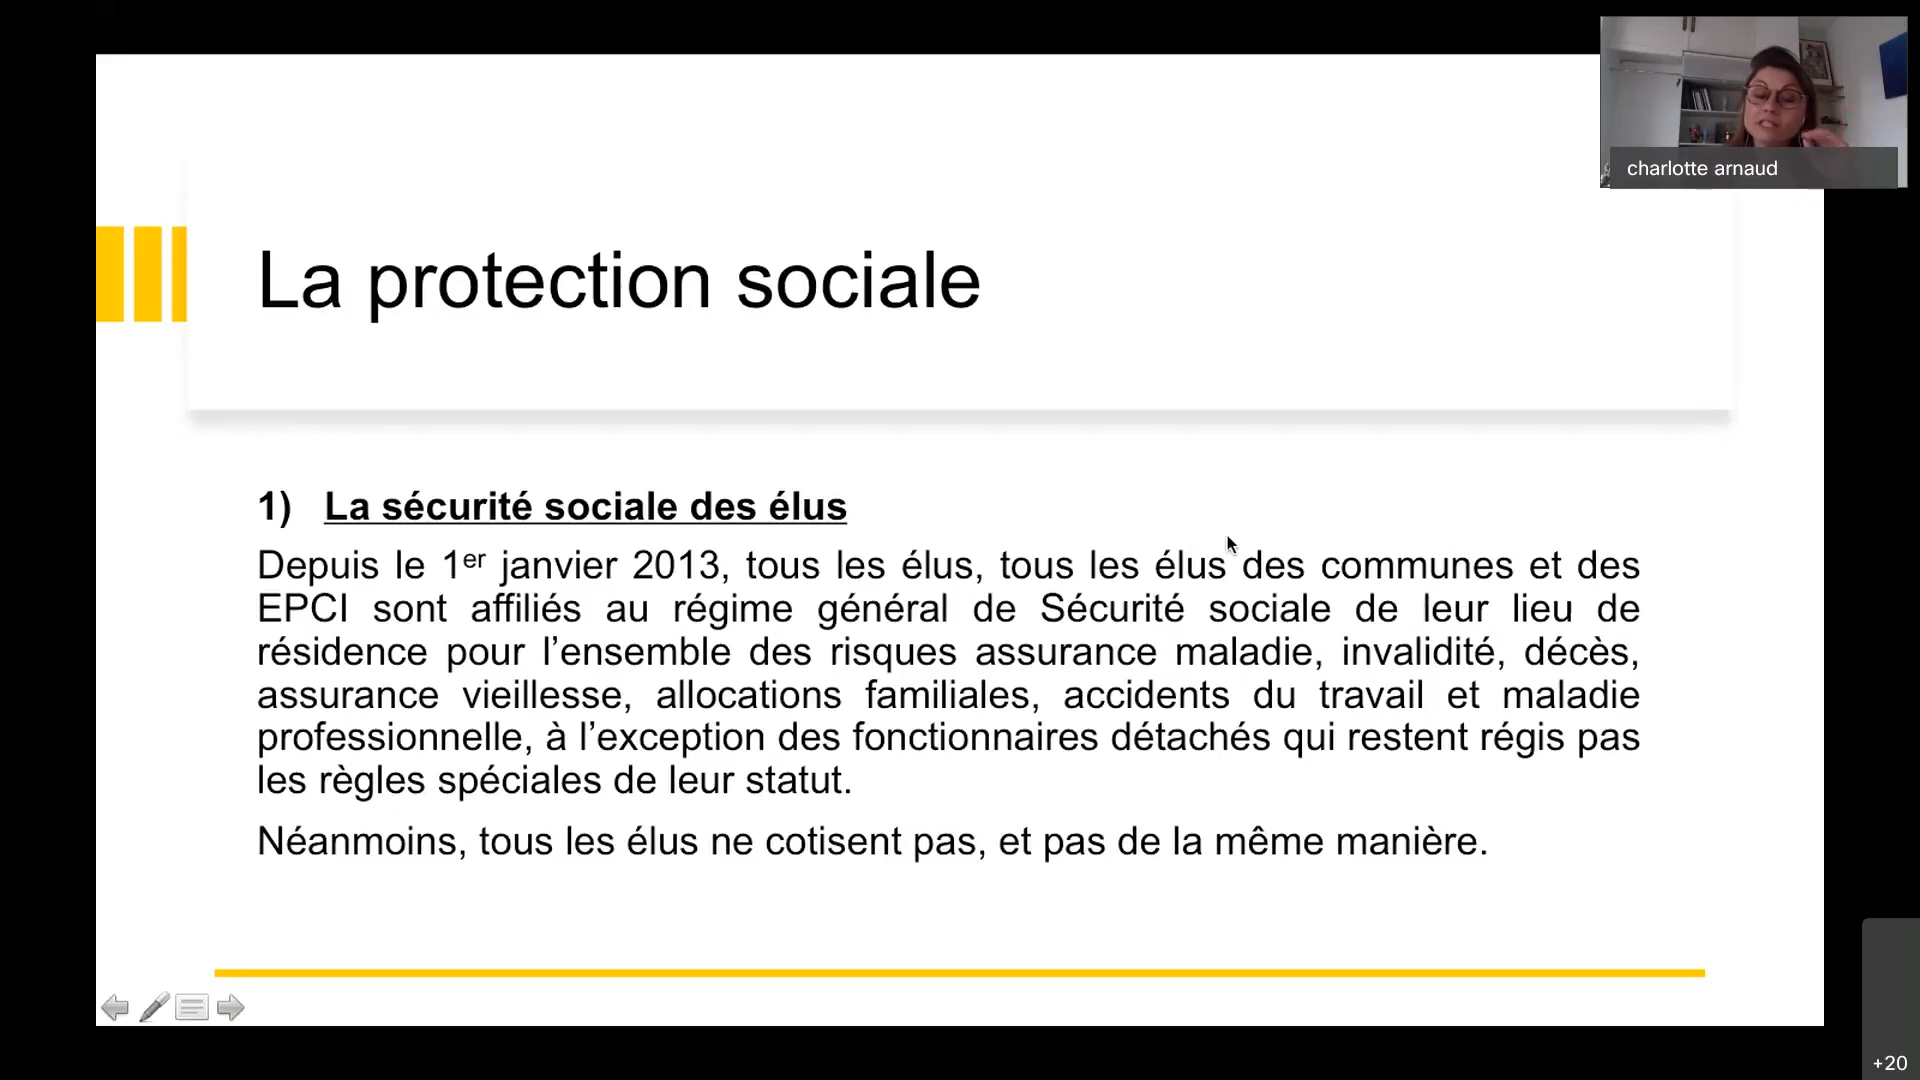 charlotte arnaud
La protection sociale
1) La sécurité sociale des élus
Depuis le 1er janvier 2013, tous les élus, tous les élus des communes et des
EPCI sont affiliés au régime général de Sécurité sociale de leur lieu de
résidence pour l’ensemble des risques assurance maladie, invalidité, décès,
assurance vieillesse, allocations familiales, accidents du travail et maladie
professionnelle, à l’exception des fonctionnaires détachés qui restent régis pas
les règles spéciales de leur statut.
Néanmoins, tous les élus ne cotisent pas, et pas de la même manière.
+20